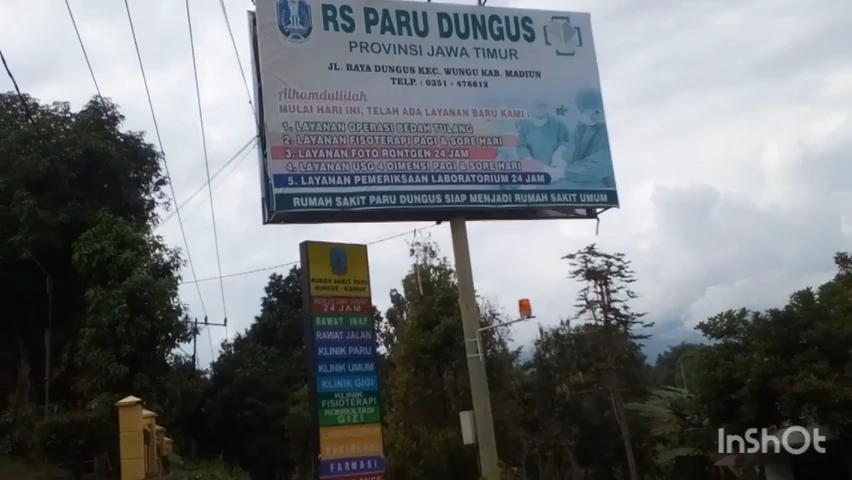 RS PARU DUNGUS
PROVINSI JAWA TIMUR
JL. RAYA DUNGUS KEC. WUNGU KAB. MADIUN
TELP. : 0351 - 476612
Alhamdulilah
MULAI HARI INI, TELAH ADA LAYANAN BARU KAMI :
1. LAYANAN OPERASI BEDAH TULANG
2. LAYANAN FISOTERAPI PAGI & SORE HARI
3. LAYANAN FOTO RONTGEN 24 JAM
4. LAYANAN USG 4 DIMENSI PAGI & SORE HARI
5. LAYANAN PEMERIKSAAN LABORATORIUM 24 JAM
RUMAH SAKIT PARU DUNGUS SIAP MENJADI RUMAH SAKIT UMUM
RUMAH SAKIT PARU
DUNGUS - MADIUN
24 JAM
RAWAT INAP
RAWAT JALAN
KLINIK PARU
KLINIK UMUM
KLINIK GIGI
KLINIK
FISIOTERAPI
KONSULTASI
GIZI
FARMASI
InShOt